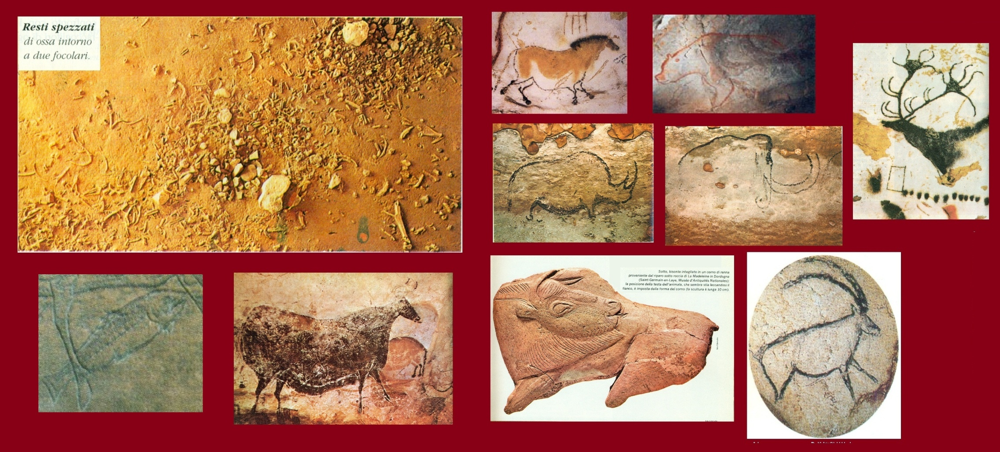 Resti spezzati
di ossa intorno
a due focolari.
Sotto, bisonte intagliato in un corno di renna
proveniente dal riparo sotto roccia di La Madeleine in Dordogna
(Saint-Germain-en-Laye, Musée d'Antiquités Nationales);
la posizione della testa dell'animale, che sembra stia leccandosi il
fianco, è imposta dalla forma del corno (la scultura è lunga 10 cm).